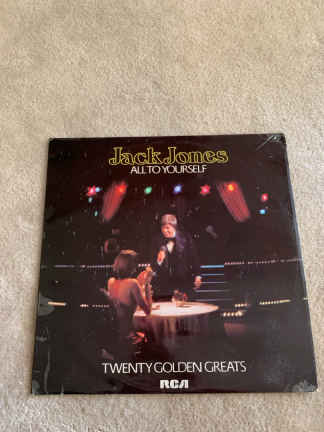 Jack Jones
ALL TO YOURSELF
TWENTY GOLDEN GREATS
RCA